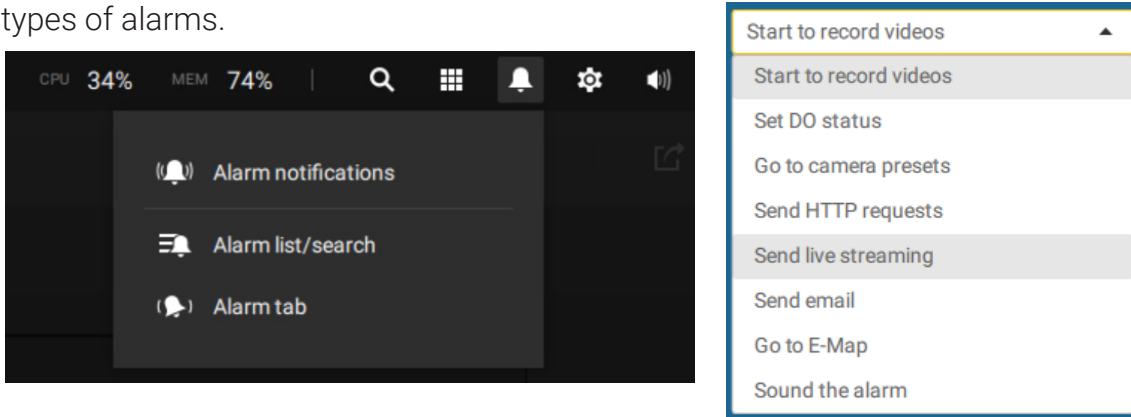 types of alarms.
CPU 34% MEM 74%
Alarm notifications
Alarm list/search
Alarm tab
Start to record videos
Start to record videos
Set DO status
Go to camera presets
Send HTTP requests
Send live streaming
Send email
Go to E-Map
Sound the alarm